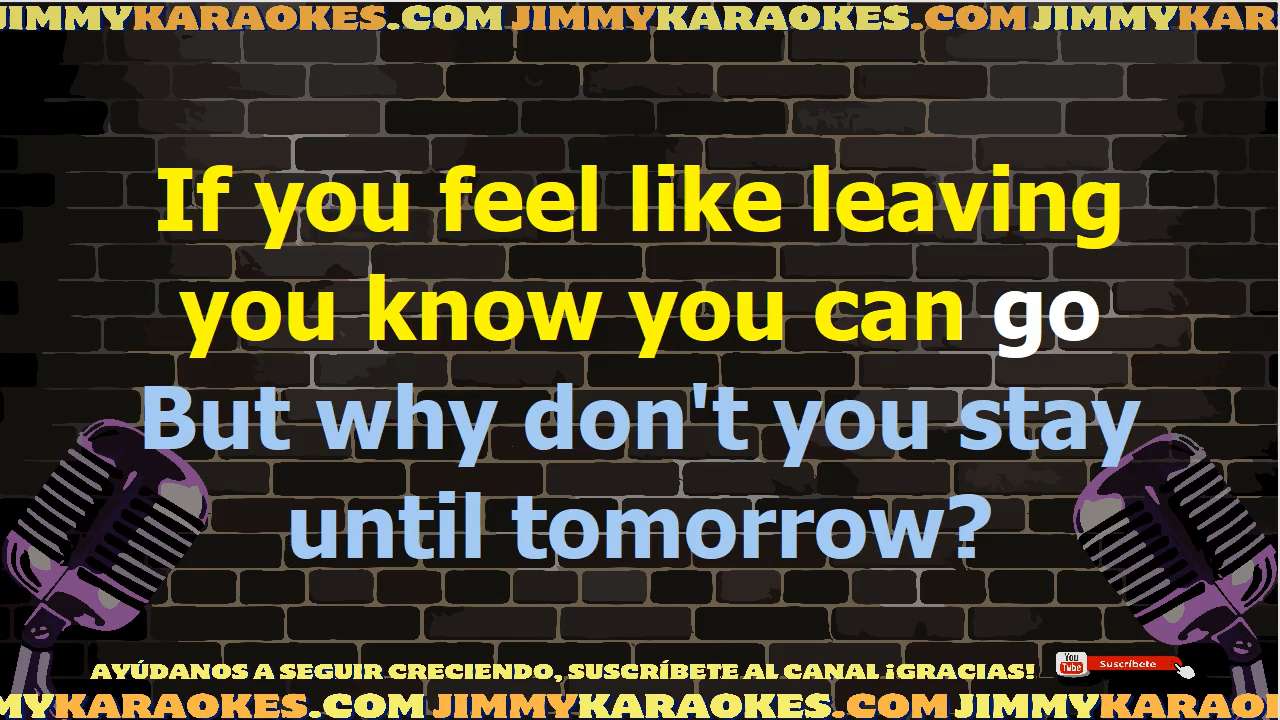 JIMMYKARAOKES.COM JIMMYKARAOKES.COM JIMMYKAR
If you feel like leaving
you know you can go
But why don't you stay
until tomorrow?
AYÚDANOS A SEGUIR CRECIENDO, SUSCRÍBETE AL CANAL ¡GRACIAS! You Tube Suscríbete
MYKARAOKES.COM JIMMYKARAOKES.COM JIMMYKARAOK